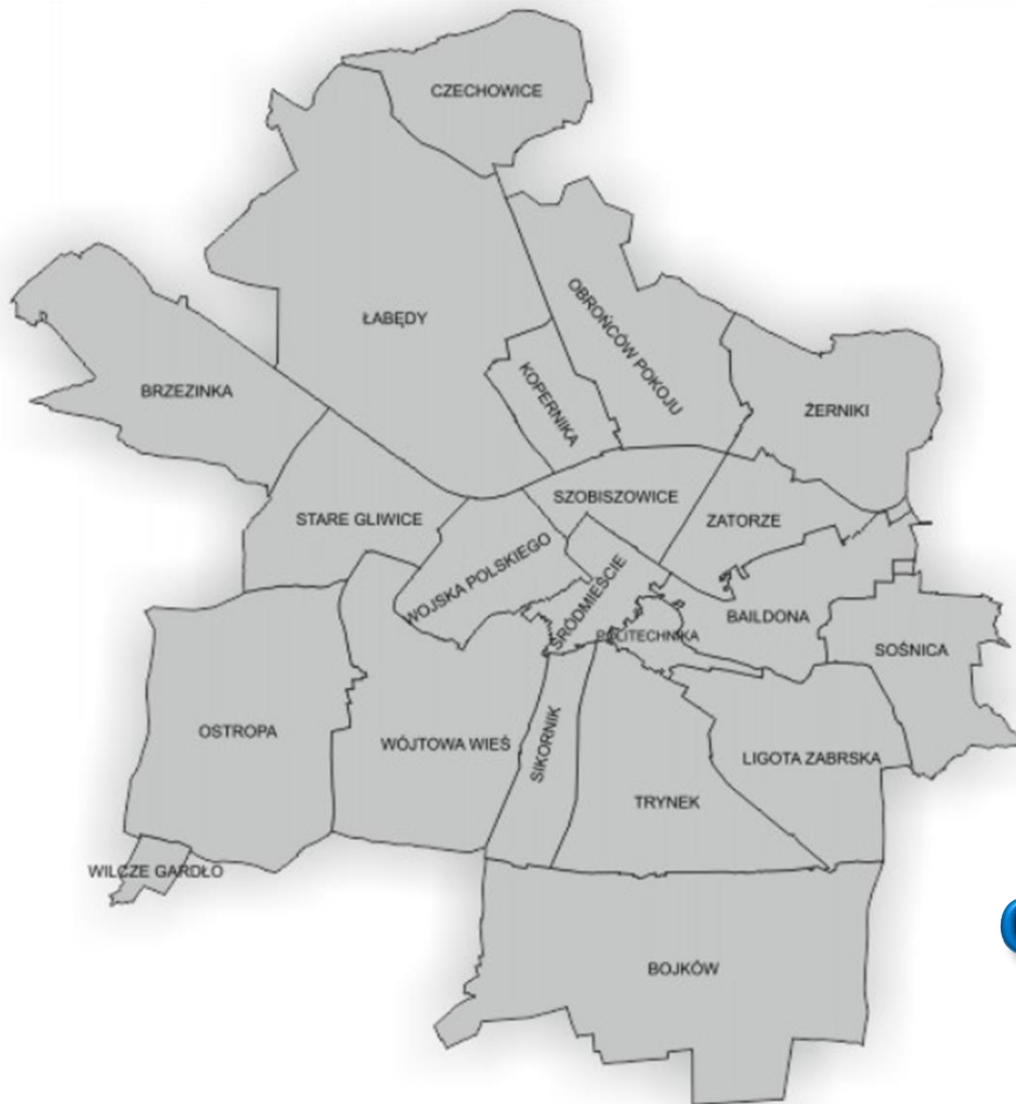 CZECHOWICE
ŁABĘDY
OBROŃCÓW POKOJU
BRZEZINKA
KOPERNIKA
ŻERNIKI
SZOBISZOWICE
STARE GLIWICE
ZATORZE
WOJSKA POLSKIEGO
ŚRÓDMIEŚCIE
BAILDONA
POLITECHNIKA
SOŚNICA
OSTROPA
WÓJTOWA WIEŚ
SIKORNIK
LIGOTA ZABRSKA
TRYNEK
WILCZE GARDŁO
BOJKÓW